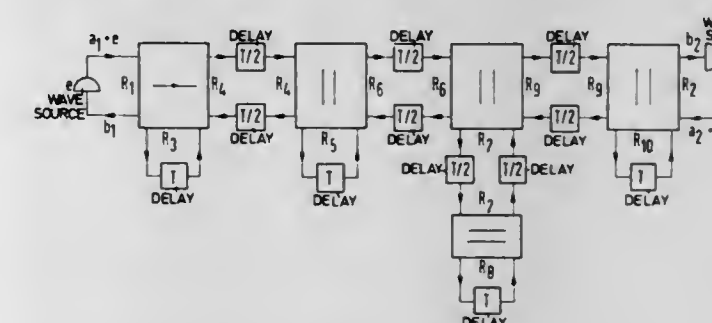 DELAY DELAY DELAY
a1·e T/2 T/2 T/2 b2
e R1 R4 R4 R6 R6 R9 R9 R2
WAVE SOURCE
b1 T/2 T/2 T/2 a2
DELAY DELAY DELAY
R3 R5 R7 R10
T T T
DELAY DELAY DELAY
DELAY T/2 T/2 DELAY
R7
R8
T
DELAY